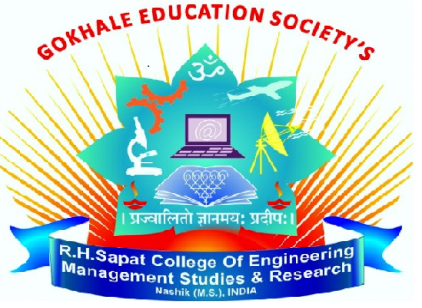 GOKHALE EDUCATION SOCIETY'S
ॐ
। प्रज्वालितो ज्ञानमय: प्रदीप:।
R.H.Sapat College Of Engineering
Management Studies & Research
Nashik (M.S.), INDIA